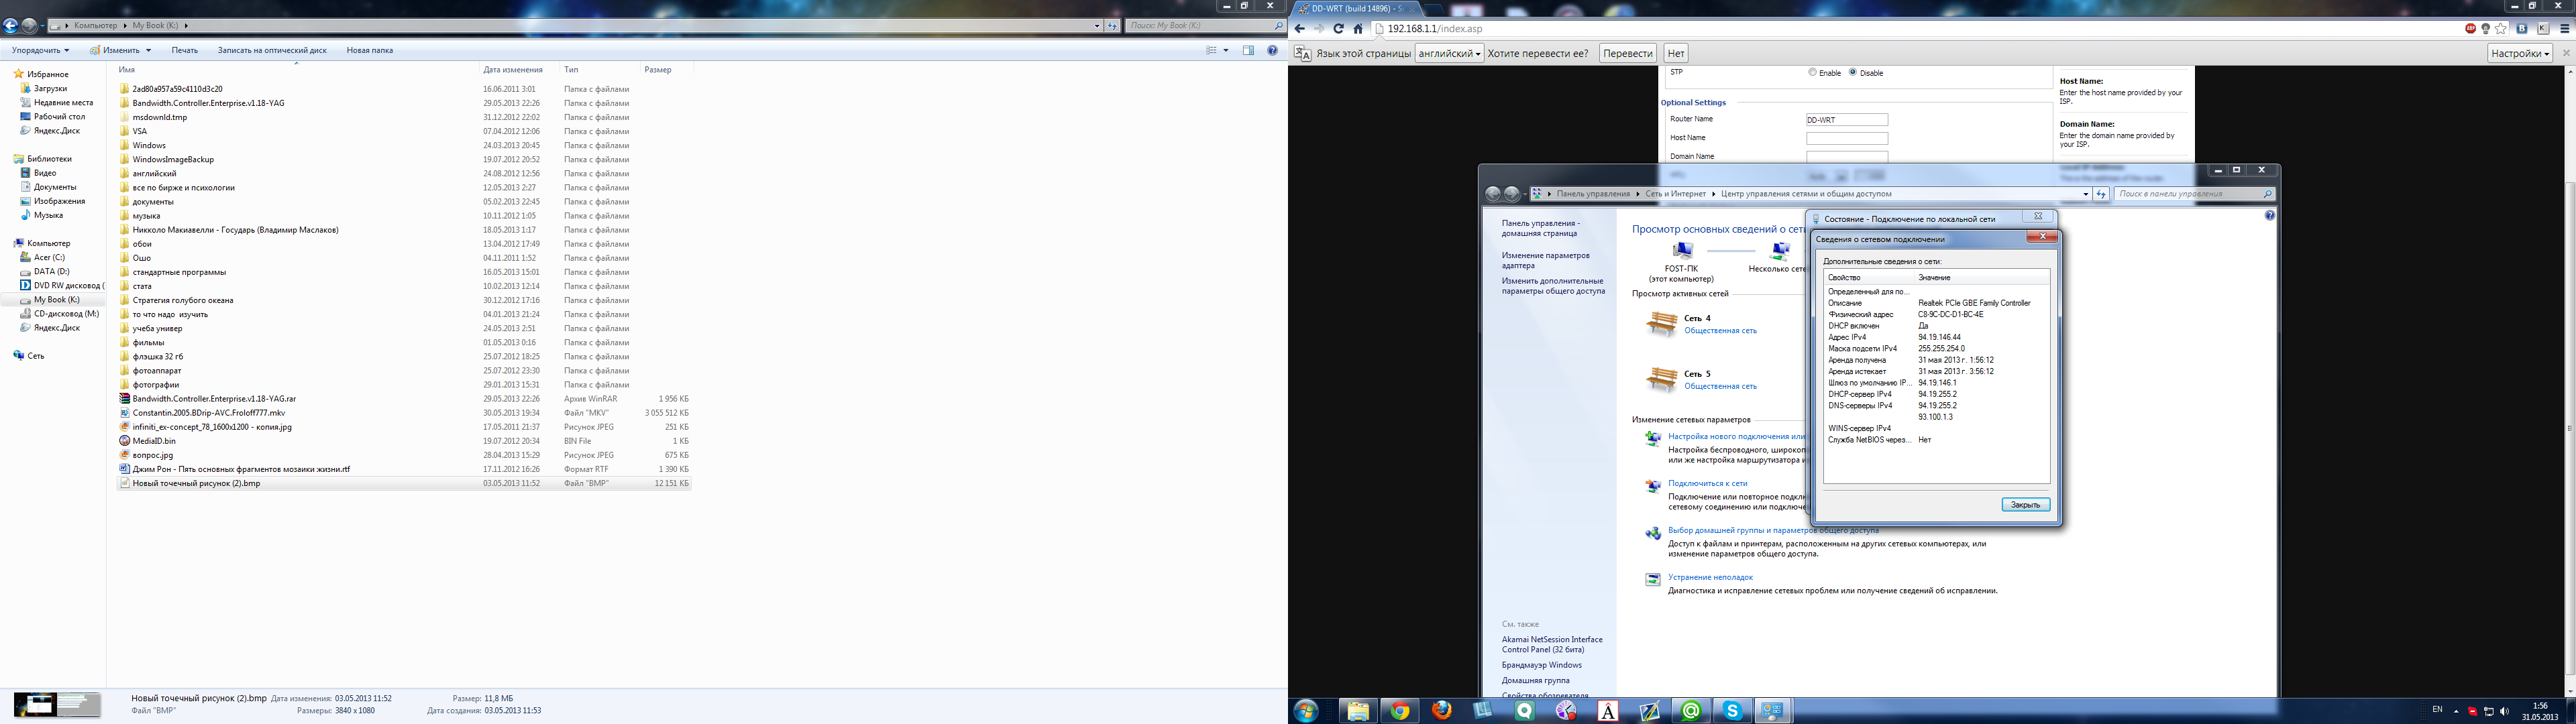 Компьютер
My Book (K:)
Поиск: My Book (K:)
Упорядочить
Изменить
Печать
Записать на оптический диск
Новая папка
Избранное
Загрузки
Недавние места
Рабочий стол
Яндекс.Диск
Библиотеки
Видео
Документы
Изображения
Музыка
Компьютер
Acer (C:)
DATA (D:)
DVD RW дисковод (
My Book (K:)
CD-дисковод (M:)
Яндекс.Диск
Сеть
Имя Дата изменения Тип Размер
2ad80a957a59c4110d3c20 16.06.2011 3:01 Папка с файлами
Bandwidth.Controller.Enterprise.v1.18-YAG 29.05.2013 22:26 Папка с файлами
msdownld.tmp 31.12.2012 22:02 Папка с файлами
VSA 07.04.2012 12:06 Папка с файлами
Windows 24.03.2013 20:45 Папка с файлами
WindowsImageBackup 19.07.2012 20:52 Папка с файлами
английский 24.08.2012 12:56 Папка с файлами
все по бирже и психологии 12.05.2013 2:27 Папка с файлами
документы 05.02.2013 22:45 Папка с файлами
музыка 10.11.2012 1:05 Папка с файлами
Никколо Макиавелли - Государь (Владимир Маслаков) 18.05.2013 1:17 Папка с файлами
обои 13.04.2012 17:49 Папка с файлами
Ошо 04.11.2011 1:52 Папка с файлами
стандартные программы 16.05.2013 15:01 Папка с файлами
стата 10.02.2013 12:14 Папка с файлами
Стратегия голубого океана 30.12.2012 17:16 Папка с файлами
то что надо изучить 04.01.2013 21:24 Папка с файлами
учеба универ 24.05.2013 2:51 Папка с файлами
фильмы 01.05.2013 0:16 Папка с файлами
флэшка 32 гб 25.07.2012 18:25 Папка с файлами
фотоаппарат 25.07.2012 23:30 Папка с файлами
фотографии 29.01.2013 15:31 Папка с файлами
Bandwidth.Controller.Enterprise.v1.18-YAG.rar 29.05.2013 22:26 Архив WinRAR 1 956 КБ
Constantin.2005.BDrip-AVC.Froloff777.mkv 30.05.2013 19:34 Файл "MKV" 3 055 512 КБ
infiniti_ex-concept_78_1600x1200 - копия.jpg 17.05.2011 21:37 Рисунок JPEG 251 КБ
MediaID.bin 19.07.2012 20:34 BIN File 1 КБ
вопрос.jpg 28.04.2013 15:29 Рисунок JPEG 675 КБ
Джим Рон - Пять основных фрагментов мозаики жизни.rtf 17.11.2012 16:26 Формат RTF 1 390 КБ
Новый точечный рисунок (2).bmp 03.05.2013 11:52 Файл "BMP" 12 151 КБ
Новый точечный рисунок (2).bmp Дата изменения: 03.05.2013 11:52 Размер: 11,8 МБ
Файл "BMP" Размеры: 3840 x 1080 Дата создания: 03.05.2013 11:53
DD-WRT (build 14896) - S
192.168.1.1/index.asp
Язык этой страницы английский Хотите перевести ее? Перевести Нет Настройки
STP Enable Disable
Optional Settings
Router Name DD-WRT
Host Name
Domain Name
Host Name:
Enter the host name provided by your
ISP.
Domain Name:
Enter the domain name provided by
your ISP.
Панель управления
Сеть и Интернет
Центр управления сетями и общим доступом
Поиск в панели управления
Панель управления -
домашняя страница
Изменение параметров
адаптера
Изменить дополнительные
параметры общего доступа
См. также
Akamai NetSession Interface
Control Panel (32 бита)
Брандмауэр Windows
Домашняя группа
Свойства обозревателя
Просмотр основных сведений о сети
FOST-ПК
(этот компьютер)
Несколько сете
Просмотр активных сетей
Сеть 4
Общественная сеть
Сеть 5
Общественная сеть
Изменение сетевых параметров
Настройка нового подключения или
Настройка беспроводного, широкопо
или же настройка маршрутизатора и
Подключиться к сети
Подключение или повторное подклю
сетевому соединению или подключе
Выбор домашней группы и параметров общего доступа
Доступ к файлам и принтерам, расположенным на других сетевых компьютерах, или
изменение параметров общего доступа.
Устранение неполадок
Диагностика и исправление сетевых проблем или получение сведений об исправлении.
Состояние - Подключение по локальной сети
Сведения о сетевом подключении
Дополнительные сведения о сети:
Свойство Значение
Определенный для по...
Описание Realtek PCIe GBE Family Controller
Физический адрес C8-9C-DC-D1-BC-4E
DHCP включен Да
Адрес IPv4 94.19.146.44
Маска подсети IPv4 255.255.254.0
Аренда получена 31 мая 2013 г. 1:56:12
Аренда истекает 31 мая 2013 г. 3:56:12
Шлюз по умолчанию IP... 94.19.146.1
DHCP-сервер IPv4 94.19.255.2
DNS-серверы IPv4 94.19.255.2
93.100.1.3
WINS-сервер IPv4
Служба NetBIOS через... Нет
Закрыть
EN
1:56
31.05.2013